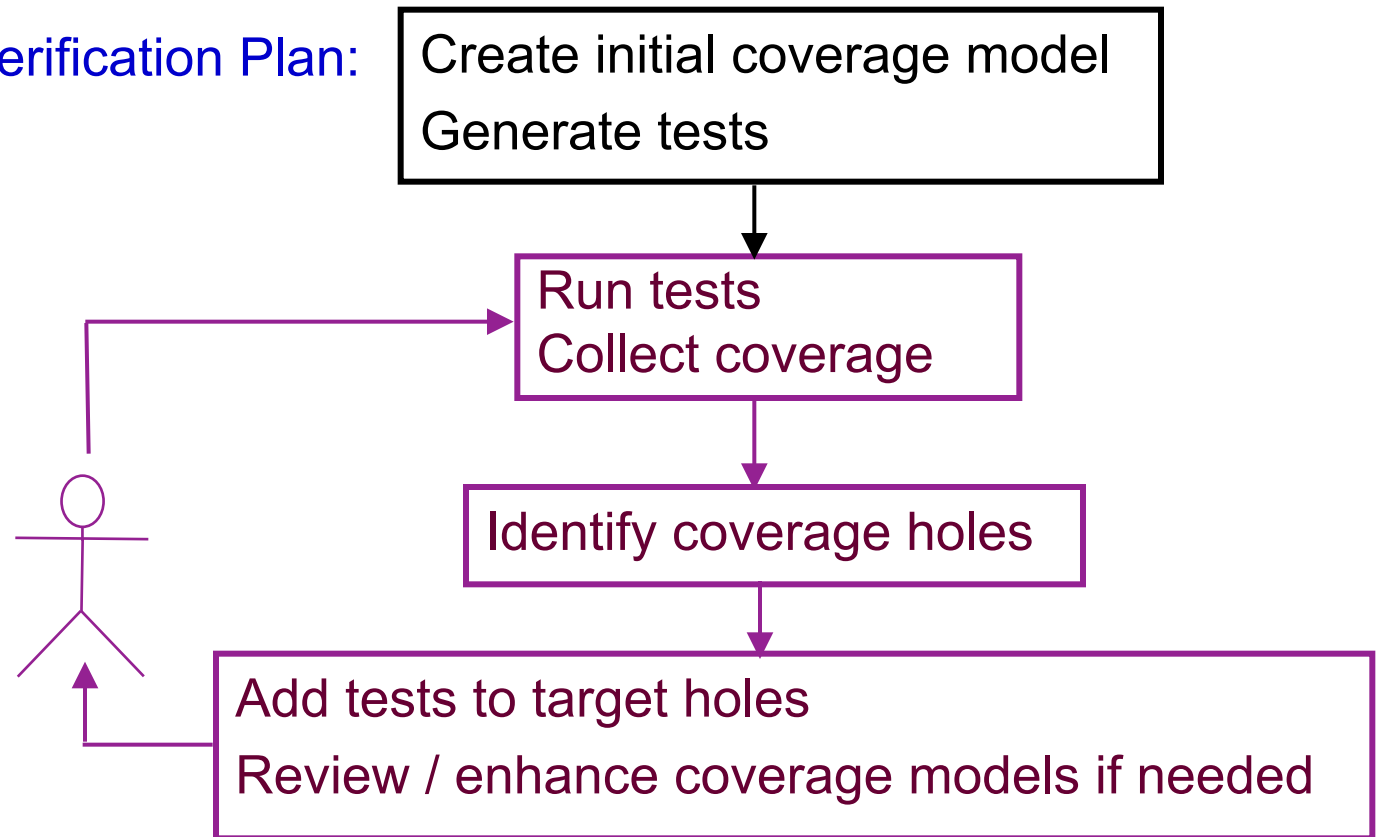 erification Plan:
Create initial coverage model
Generate tests
Run tests
Collect coverage
Identify coverage holes
Add tests to target holes
Review / enhance coverage models if needed